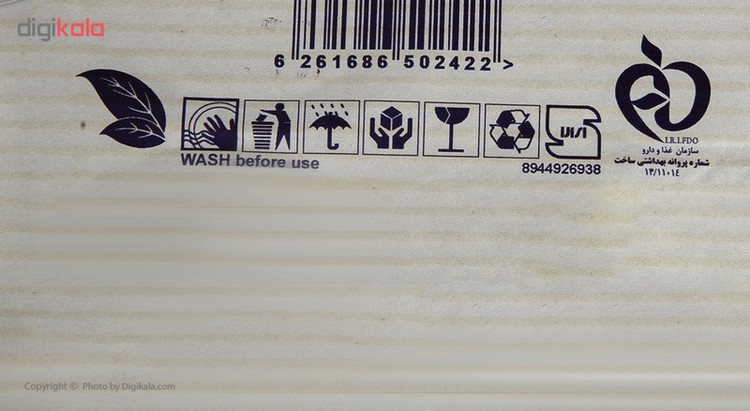 digikala
6 261686 502422 >
WASH before use
8944926938
I.R.I.FDO
سازمان غذا و دارو
شماره پروانه بهداشتی ساخت
۱۳/۱۱۰۱٤
Copyright © Photo by Digikala.com